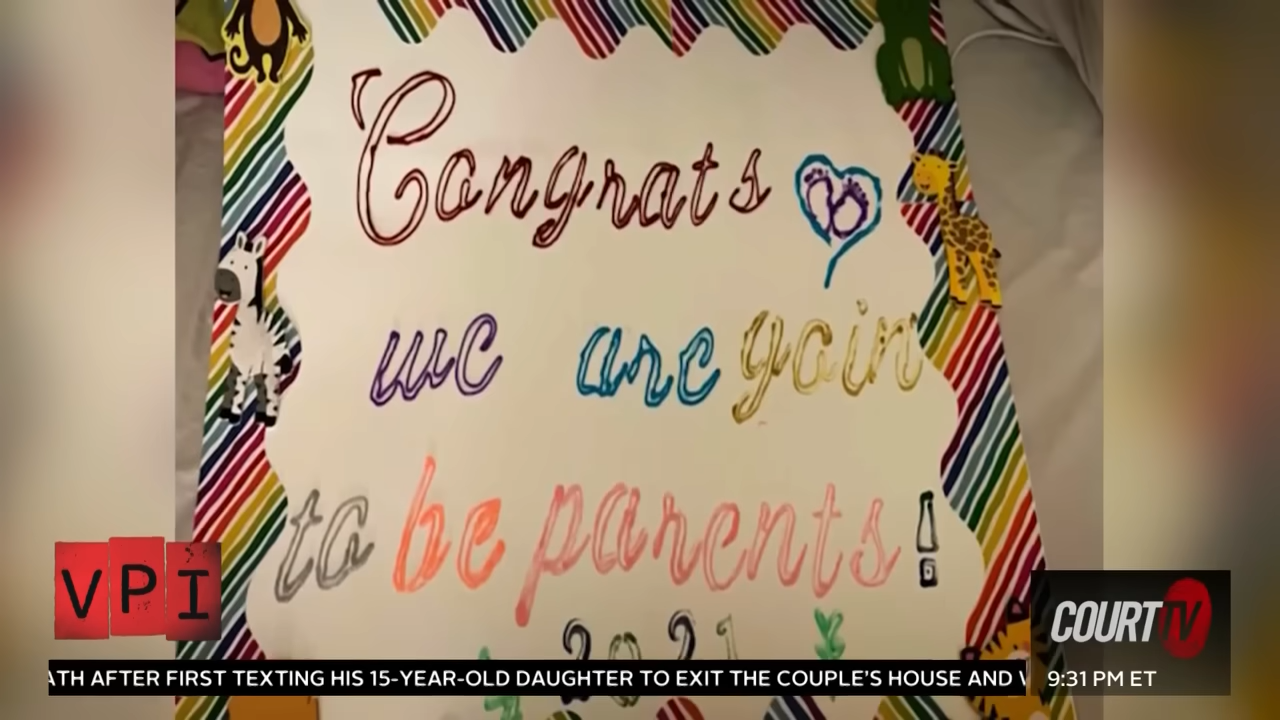 Congrats
we are goin
to be parents!
2021
VPI
COURT TV
ATH AFTER FIRST TEXTING HIS 15-YEAR-OLD DAUGHTER TO EXIT THE COUPLE'S HOUSE AND
9:31 PM ET